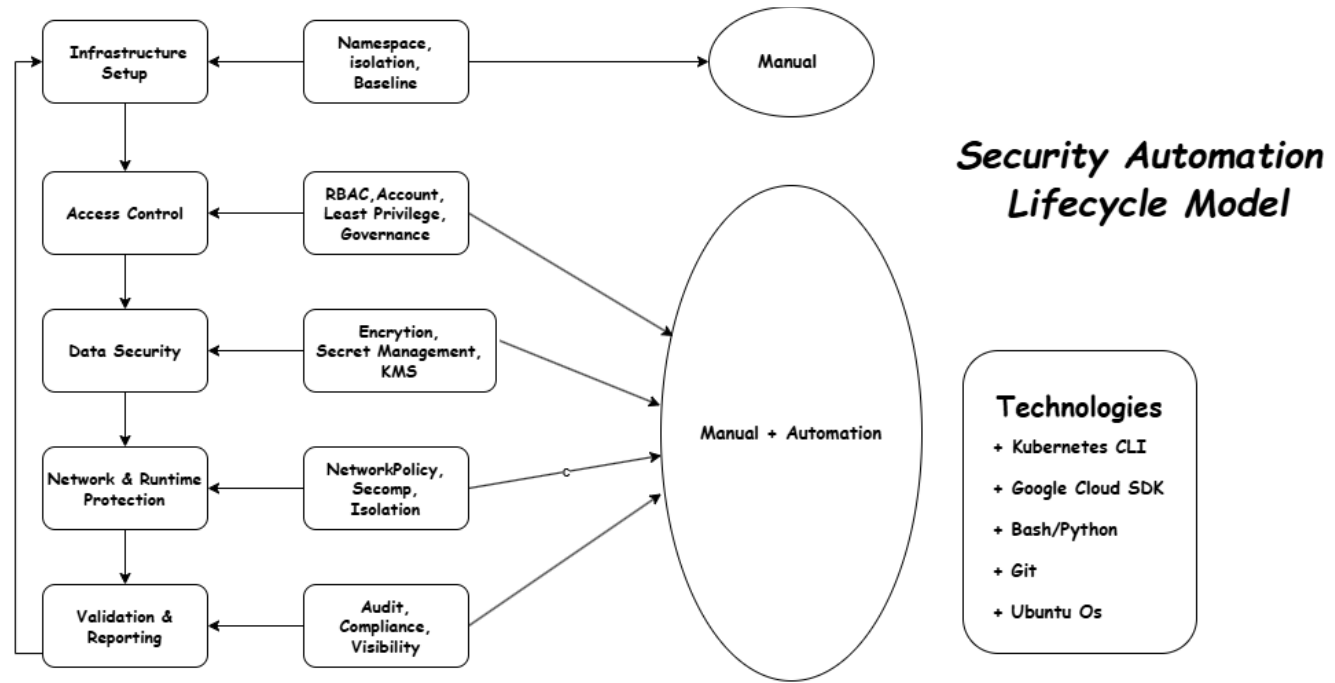 Infrastructure
Setup
Namespace,
isolation,
Baseline
Manual
Security Automation
Lifecycle Model
Access Control
RBAC,Account,
Least Privilege,
Governance
Data Security
Encrytion,
Secret Management,
KMS
Manual + Automation
Network & Runtime
Protection
NetworkPolicy,
Secomp,
Isolation
c
Validation &
Reporting
Audit,
Compliance,
Visibility
Technologies
+ Kubernetes CLI
+ Google Cloud SDK
+ Bash/Python
+ Git
+ Ubuntu Os